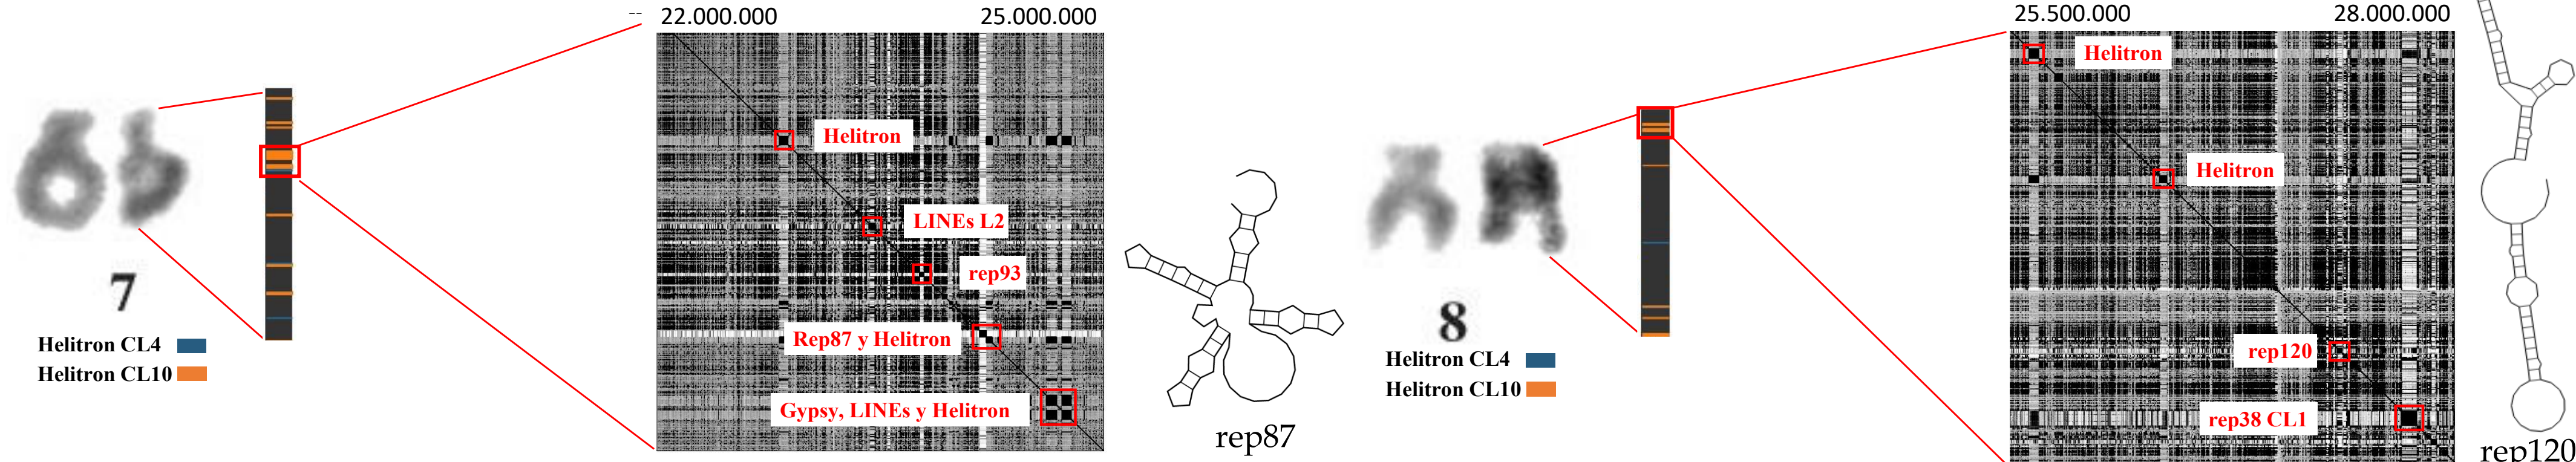 22.000.000 25.000.000
Helitron
LINEs L2
rep93
Rep87 y Helitron
Gypsy, LINEs y Helitron
7
Helitron CL4
Helitron CL10
rep87
25.500.000 28.000.000
Helitron
Helitron
rep120
rep38 CL1
8
Helitron CL4
Helitron CL10
rep120